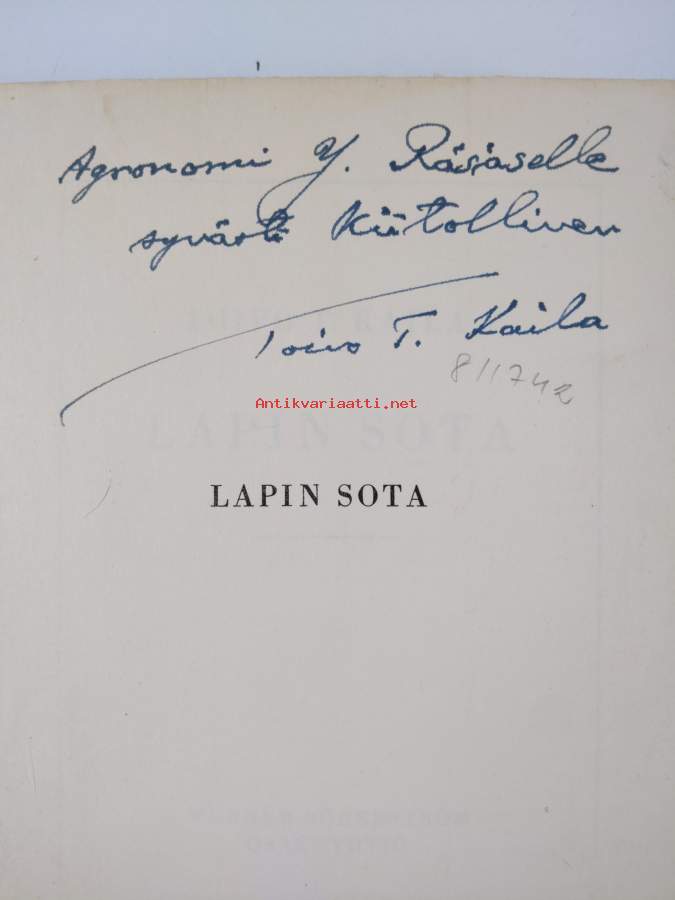 Agronomi Y. Räsäselle
syvästi kiitollinen
Toivo T. Kaila
811742
Antikvariaatti.net
LAPIN SOTA